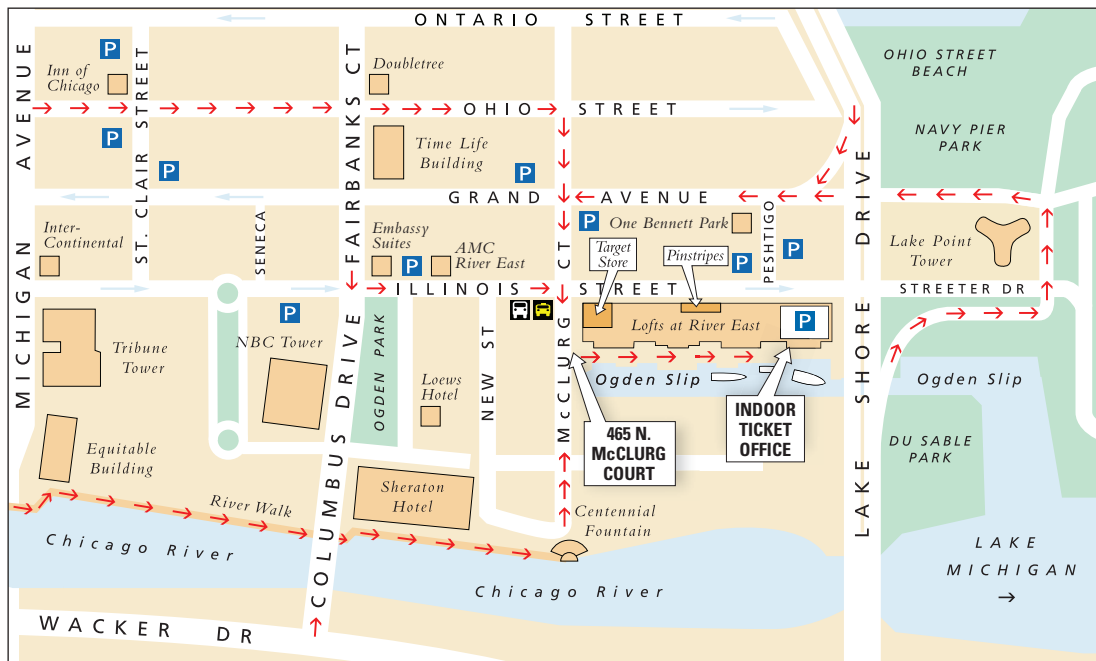 ONTARIO STREET
MICHIGAN AVENUE
P
Inn of
Chicago
ST. CLAIR STREET
FAIRBANKS CT
Doubletree
OHIO STREET
BEACH
OHIO STREET
P
P
Time Life
Building
P
NAVY PIER
PARK
GRAND AVENUE
LAKE SHORE DRIVE
Inter-
Continental
SENECA
Embassy
Suites
P
AMC
River East
P
One Bennett Park
Target
Store
Pinstripes
P
PESHTIGO
P
Lake Point
Tower
ILLINOIS STREET
STREETER DR
Tribune
Tower
P
NBC Tower
COLUMBUS DRIVE
OGDEN PARK
Loews
Hotel
NEW ST
McCLURG CT
Lofts at River East
P
Ogden Slip
Ogden Slip
465 N.
McCLURG
COURT
INDOOR
TICKET
OFFICE
DU SABLE
PARK
Equitable
Building
River Walk
Sheraton
Hotel
Centennial
Fountain
Chicago River
Chicago River
LAKE
MICHIGAN
WACKER DR